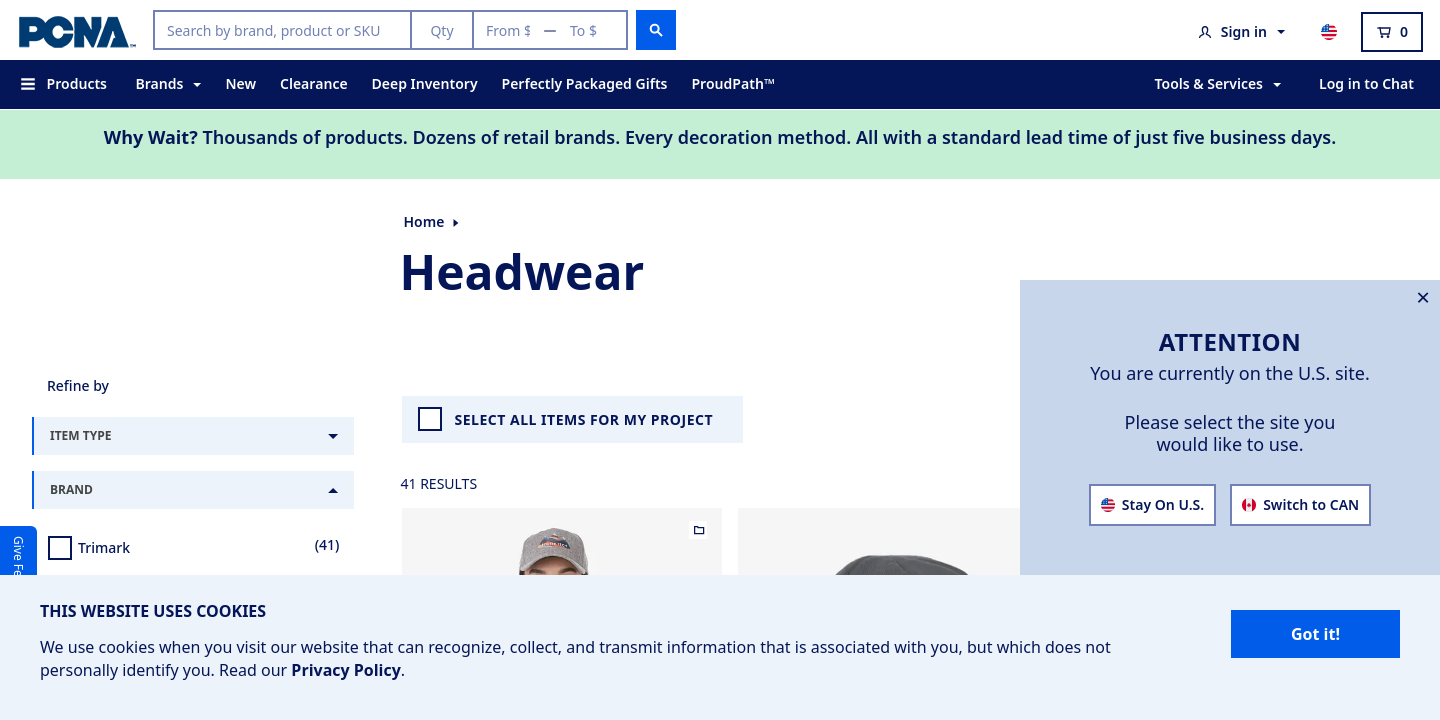 PCNA™
Search by brand, product or SKU
Qty
From $ — To $
Sign in
0
Products
Brands
New
Clearance
Deep Inventory
Perfectly Packaged Gifts
ProudPath™
Tools & Services
Log in to Chat
Why Wait? Thousands of products. Dozens of retail brands. Every decoration method. All with a standard lead time of just five business days.
Home
Headwear
ATTENTION
You are currently on the U.S. site.
Please select the site you
would like to use.
Stay On U.S.
Switch to CAN
Refine by
ITEM TYPE
BRAND
Trimark
(41)
SELECT ALL ITEMS FOR MY PROJECT
41 RESULTS
Give Fe
THIS WEBSITE USES COOKIES
We use cookies when you visit our website that can recognize, collect, and transmit information that is associated with you, but which does not
personally identify you. Read our Privacy Policy.
Got it!